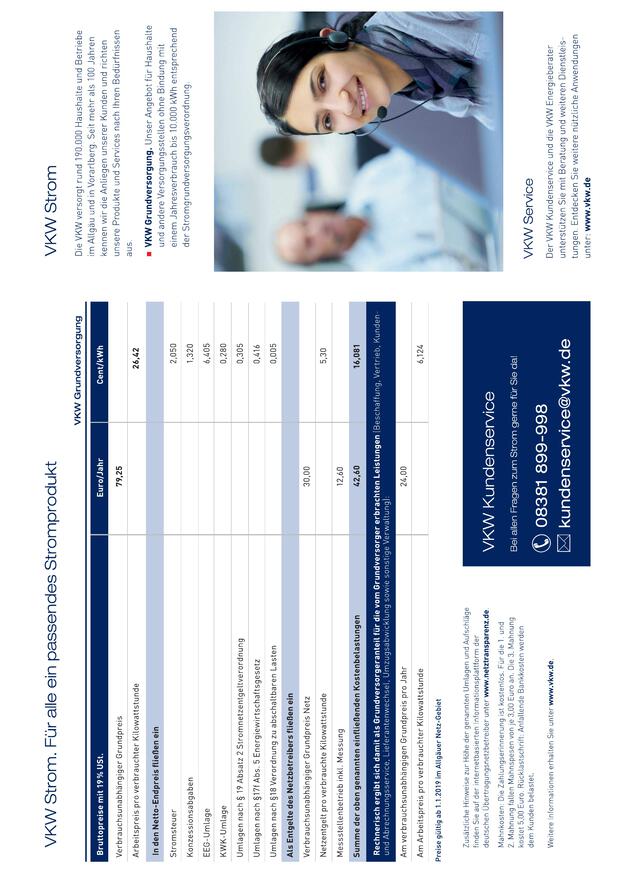 VKW Strom. Für alle ein passendes Stromprodukt
VKW Grundversorgung
Bruttopreise mit 19 % USt. Euro/Jahr Cent/kWh
Verbrauchsunabhängiger Grundpreis 79,25
Arbeitspreis pro verbrauchter Kilowattstunde 26,42
In dem Netto-Endpreis fließen ein
Stromsteuer 2,050
Konzessionsabgaben 1,320
EEG-Umlage 6,405
KWK-Umlage 0,280
Umlagen nach § 19 Absatz 2 Stromnetzentgeltverordnung 0,305
Umlagen nach §17f Abs. 5 Energiewirtschaftsgesetz 0,416
Umlagen nach §18 Verordnung zu abschaltbaren Lasten 0,005
Als Entgelte des Netzbetreibers fließen ein
Verbrauchsunabhängiger Grundpreis Netz 30,00
Netzentgelt pro verbrauchte Kilowattstunde 5,30
Messstellenbetrieb inkl. Messung 12,60
Summe der oben genannten einfließenden Kostenbelastungen 42,60 16,081
Rechnerisch ergibt sich damit als Grundversorgeranteil für die vom Grundversorger erbrachten Leistungen (Beschaffung, Vertrieb, Kunden-
und Abrechnungsservice, Lieferantenwechsel, Umzugsabwicklung sowie sonstige Verwaltung):
Am verbrauchsunabhängigen Grundpreis pro Jahr 24,00
Am Arbeitspreis pro verbrauchter Kilowattstunde 6,124
Preise gültig ab 1.1.2019 im Allgäuer Netz-Gebiet
Zusätzliche Hinweise zur Höhe der genannten Umlagen und Aufschläge
finden Sie auf der internetbasierten Informationsplattform der
deutschen Übertragungsnetzbetreiber unter www.netztransparenz.de
Mahnkosten: Die Zahlungserinnerung ist kostenlos. Für die 1. und
2. Mahnung fallen Mahnspesen von je 3,00 Euro an. Die 3. Mahnung
kostet 5,00 Euro. Rücklastschrift: Anfallende Bankkosten werden
dem Kunden belastet.
Weitere Informationen erhalten Sie unter www.vkw.de.
VKW Kundenservice
Bei allen Fragen zum Strom gerne für Sie da!
08381 899-998
kundenservice@vkw.de
VKW Strom
Die VKW versorgt rund 190.000 Haushalte und Betriebe
im Allgäu und in Vorarlberg. Seit mehr als 100 Jahren
kennen wir die Anliegen unserer Kunden und richten
unsere Produkte und Services nach Ihren Bedürfnissen
aus.
VKW Grundversorgung. Unser Angebot für Haushalte
und andere Versorgungsstellen ohne Bindung mit
einem Jahresverbrauch bis 10.000 kWh entsprechend
der Stromgrundversorgungsverordnung.
VKW Service
Der VKW Kundenservice und die VKW Energieberater
unterstützen Sie mit Beratung und weiteren Dienstleis-
tungen. Entdecken Sie weitere nützliche Anwendungen
unter: www.vkw.de